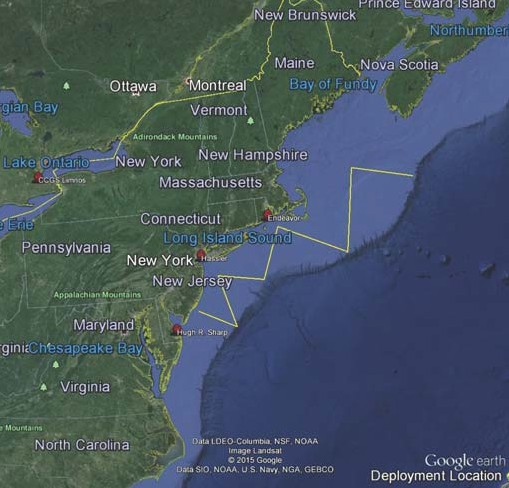 Prince Edward Island
New Brunswick
Northumber
Maine
Nova Scotia
Ottawa
Montreal
Bay of Fundy
gian Bay
Vermont
Adirondack Mountains
Lake Ontario
New York
New Hampshire
CCGS Limnos
Massachusetts
e Erie
Connecticut
Endeavor
Long Island Sound
Pennsylvania
New York
Hassler
New Jersey
Appalachian Mountains
Maryland
Hugh R. Sharp
rginia
Chesapeake Bay
Virginia
e Mountains
North Carolina
Data LDEO-Columbia, NSF, NOAA
Image Landsat
© 2015 Google
Data SIO, NOAA, U.S. Navy, NGA, GEBCO
Google earth
Deployment Location